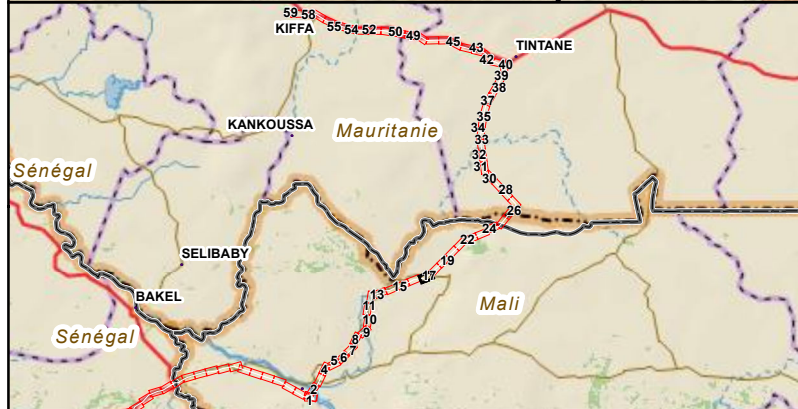 59 58
55 54 52 50 49
KIFFA
45 43 42 40
TINTANE
39
38
37
KANKOUSSA
Mauritanie
35
34
33
32
31
30
28
26
Sénégal
24
22
SELIBABY
19
17
15
13
BAKEL
Mali
11
10
9
8
7
Sénégal
6
5
4
2
1